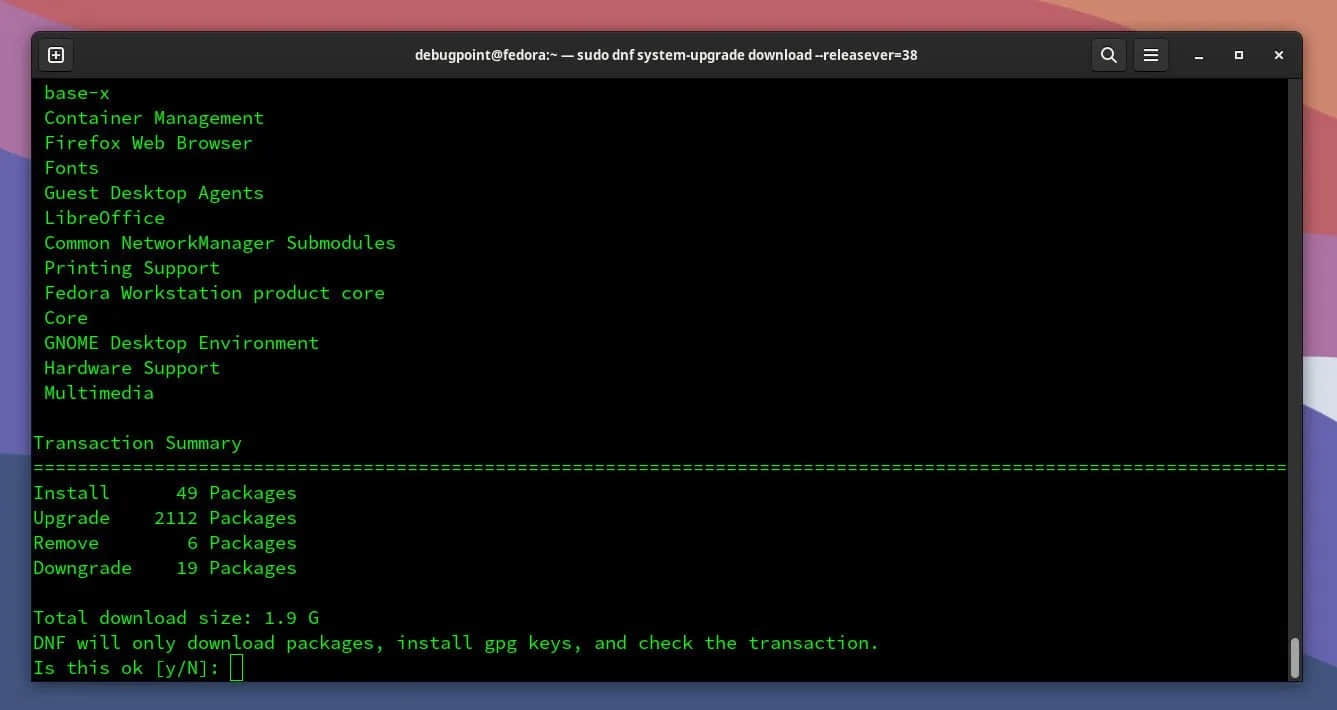 debugpoint@fedora:~ — sudo dnf system-upgrade download --releasever=38
base-x
Container Management
Firefox Web Browser
Fonts
Guest Desktop Agents
LibreOffice
Common NetworkManager Submodules
Printing Support
Fedora Workstation product core
Core
GNOME Desktop Environment
Hardware Support
Multimedia
Transaction Summary
==================================================================================================================
Install      49 Packages
Upgrade    2112 Packages
Remove        6 Packages
Downgrade    19 Packages
Total download size: 1.9 G
DNF will only download packages, install gpg keys, and check the transaction.
Is this ok [y/N]: